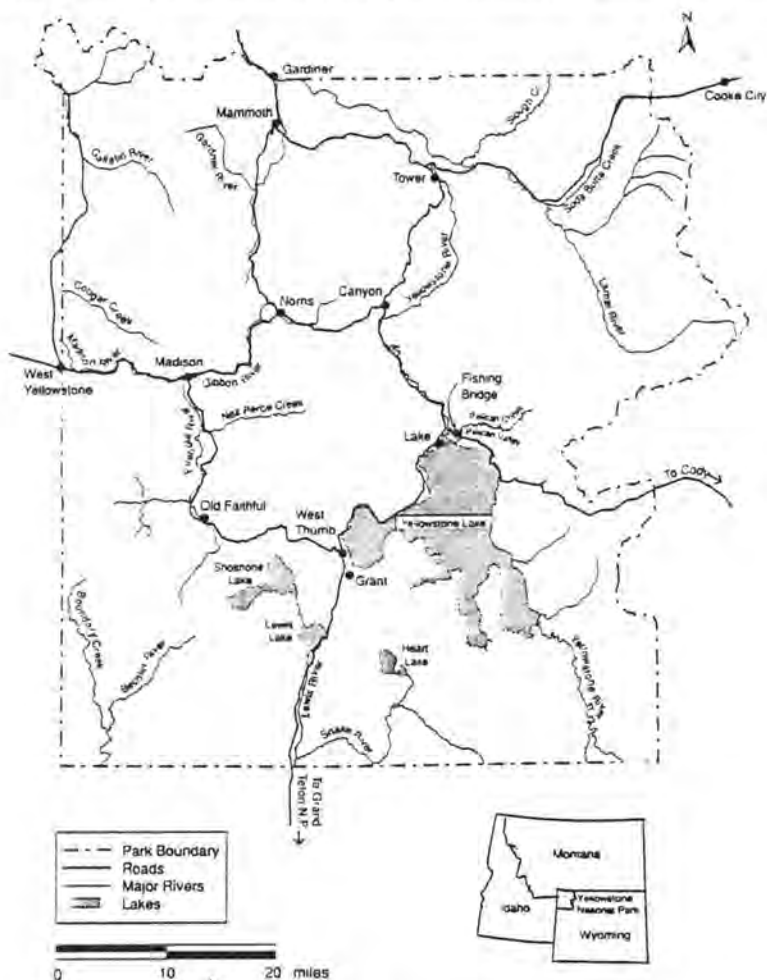 N
Gardiner
Cooke City
Mammoth
Slough Cr.
Gallatin River
Gardner
River
Tower
Soda Butte Creek
Yellowstone River
Lamar River
Canyon
Norris
Cougar Creek
Madison River
Madison
Gibbon River
West
Yellowstone
Fishing
Bridge
Pelican Creek
Pelican Valley
Nez Perce Creek
Firehole River
Lake
To Cody
Old Faithful
West
Thumb
Yellowstone Lake
Grant
Shoshone
Lake
Lewis
Lake
Heart
Lake
Boundary Creek
Bechler River
Lewis River
Snake River
Yellowstone River
To Grand
Teton N.P.
Park Boundary
Roads
Major Rivers
Lakes
0 10 20 miles
Montana
Idaho
Yellowstone
National Park
Wyoming